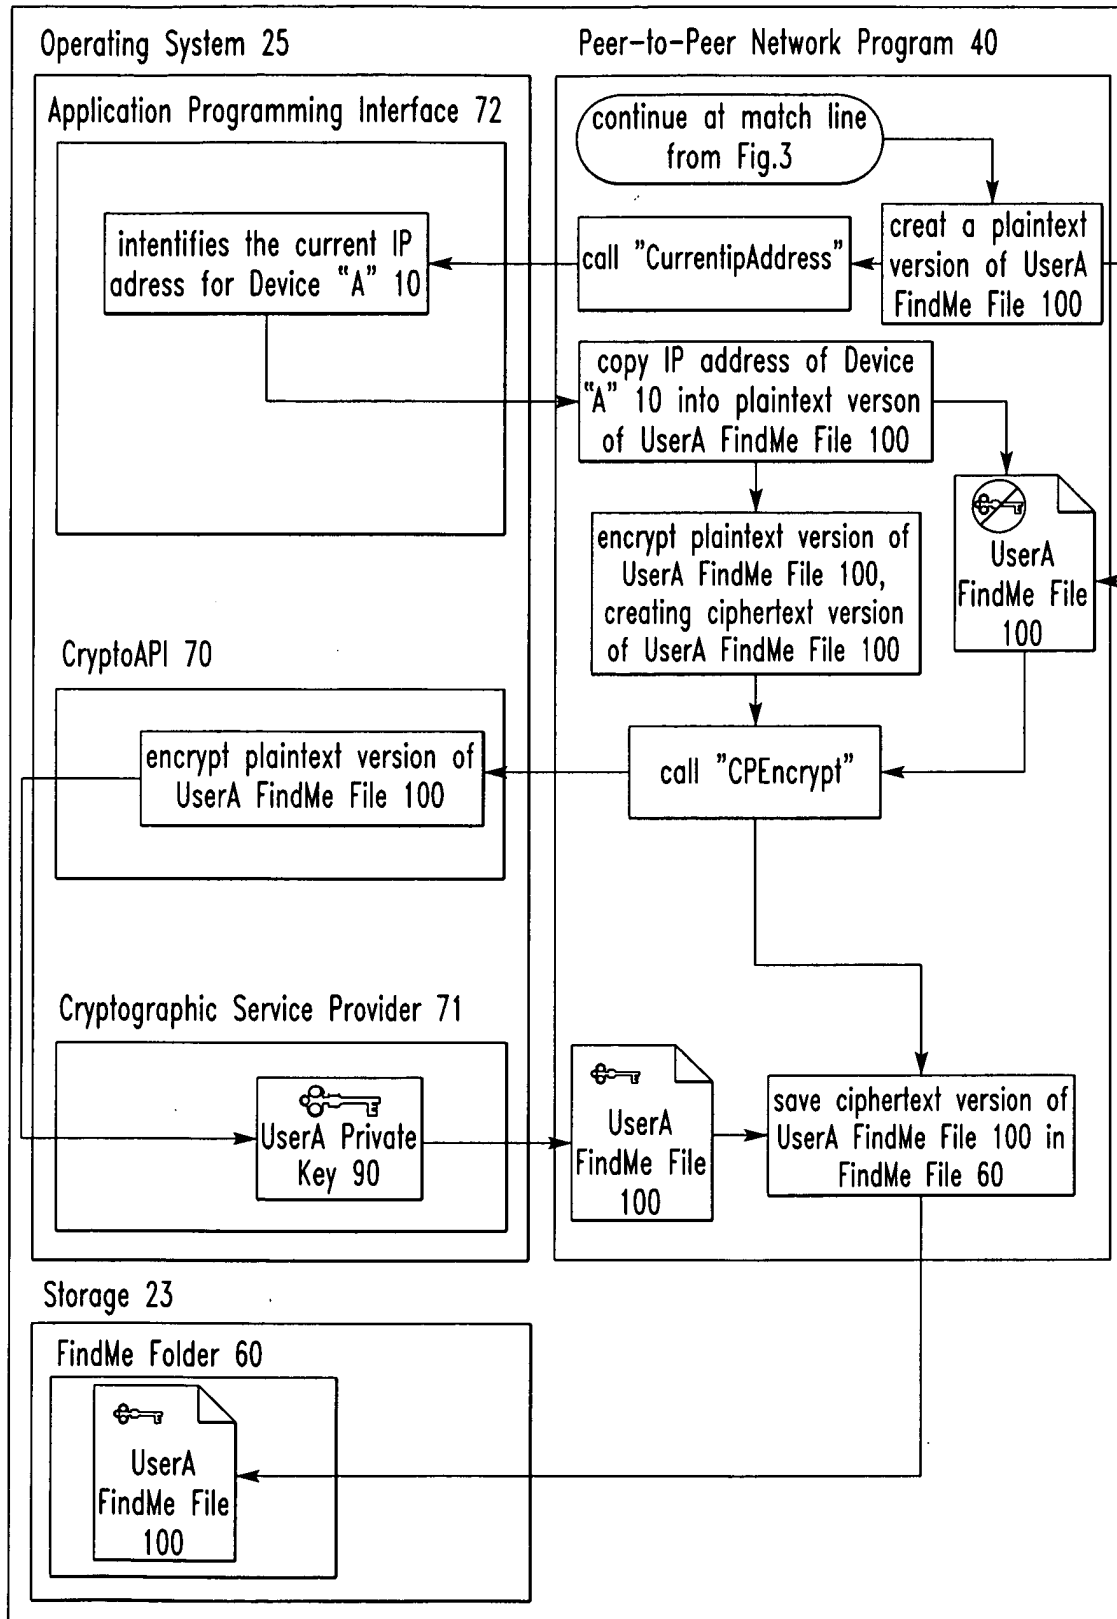 Operating System 25
Peer-to-Peer Network Program 40
Application Programming Interface 72
continue at match line
from Fig.3
intentifies the current IP
adress for Device "A" 10
call "CurrentipAddress"
creat a plaintext
version of UserA
FindMe File 100
copy IP address of Device
"A" 10 into plaintext verson
of UserA FindMe File 100
encrypt plaintext version of
UserA FindMe File 100,
creating ciphertext version
of UserA FindMe File 100
UserA
FindMe File
100
CryptoAPI 70
encrypt plaintext version of
UserA FindMe File 100
call "CPEncrypt"
Cryptographic Service Provider 71
UserA Private
Key 90
UserA
FindMe File
100
save ciphertext version of
UserA FindMe File 100 in
FindMe File 60
Storage 23
FindMe Folder 60
UserA
FindMe File
100